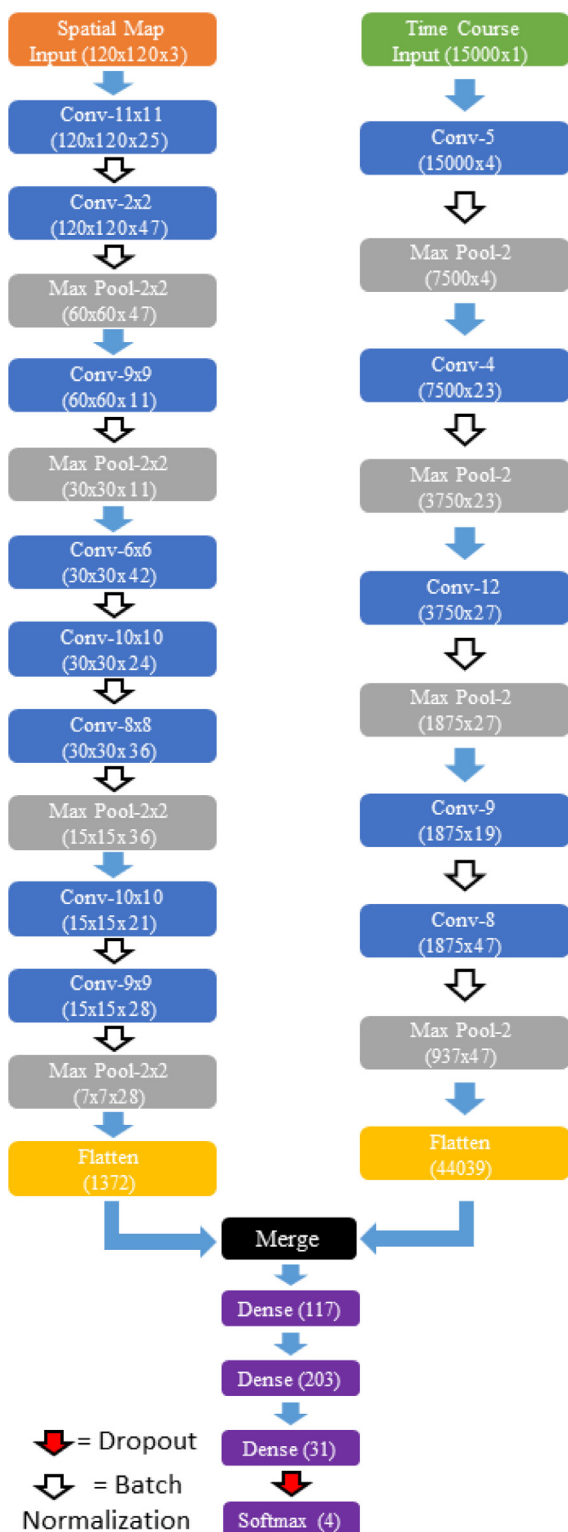 Spatial Map
Input (120x120x3)
Conv-11x11
(120x120x25)
Conv-2x2
(120x120x47)
Max Pool-2x2
(60x60x47)
Conv-9x9
(60x60x11)
Max Pool-2x2
(30x30x11)
Conv-6x6
(30x30x42)
Conv-10x10
(30x30x24)
Conv-8x8
(30x30x36)
Max Pool-2x2
(15x15x36)
Conv-10x10
(15x15x21)
Conv-9x9
(15x15x28)
Max Pool-2x2
(7x7x28)
Flatten
(1372)
Time Course
Input (15000x1)
Conv-5
(15000x4)
Max Pool-2
(7500x4)
Conv-4
(7500x23)
Max Pool-2
(3750x23)
Conv-12
(3750x27)
Max Pool-2
(1875x27)
Conv-9
(1875x19)
Conv-8
(1875x47)
Max Pool-2
(937x47)
Flatten
(44039)
Merge
Dense (117)
Dense (203)
Dense (31)
Softmax (4)
= Dropout
= Batch
Normalization